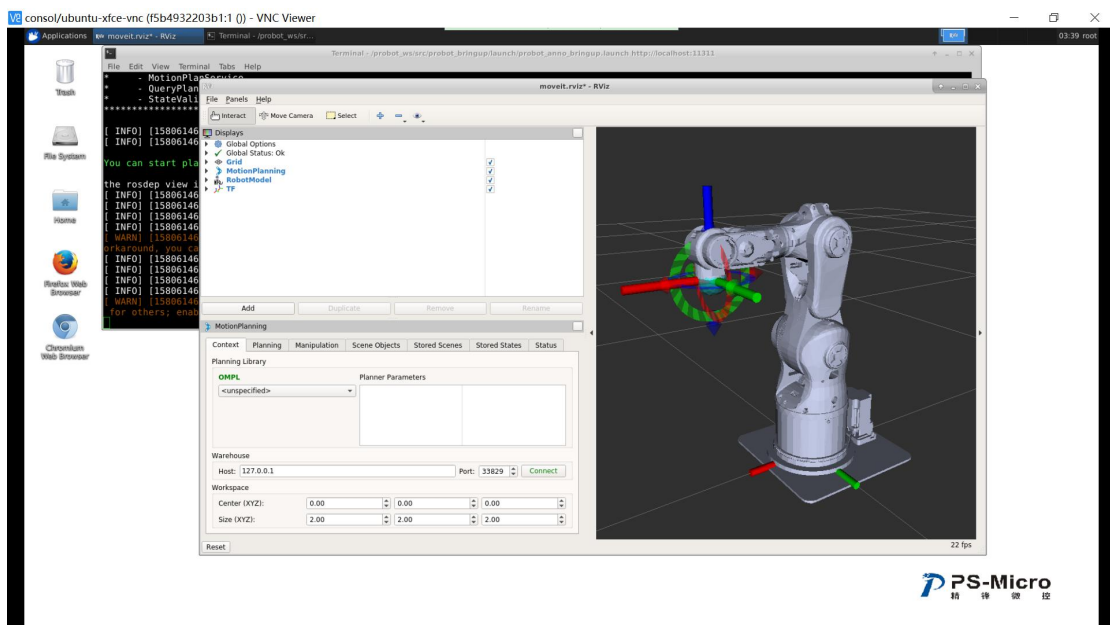 consol/ubuntu-xfce-vnc (f5b4932203b1:1 ()) - VNC Viewer
Applications
moveit.rviz* - RViz
Terminal - /probot_ws/sr...
RViz
03:39 root
Trash
File System
Home
Firefox Web
Browser
Chromium
Web Browser
Terminal - /probot_ws/src/probot_bringup/launch/probot_anno_bringup.launch http://localhost:11311
File Edit View Terminal Tabs Help
* - MotionPlanService
* - QueryPlan
* - StateVali
******************
[ INFO] [15806146
[ INFO] [15806146
You can start pla
the rosdep view i
[ INFO] [15806146
[ INFO] [15806146
[ INFO] [15806146
[ INFO] [15806146
[ WARN] [15806146
orkaround, you ca
[ INFO] [15806146
[ INFO] [15806146
[ INFO] [15806146
[ INFO] [15806146
[ WARN] [15806146
for others; enab
moveit.rviz* - RViz
File Panels Help
Interact Move Camera Select
Displays
Global Options
Global Status: Ok
Grid
MotionPlanning
RobotModel
TF
Add Duplicate Remove Rename
MotionPlanning
Context Planning Manipulation Scene Objects Stored Scenes Stored States Status
Planning Library
OMPL Planner Parameters
<unspecified>
Warehouse
Host: 127.0.0.1 Port: 33829 Connect
Workspace
Center (XYZ): 0.00 0.00 0.00
Size (XYZ): 2.00 2.00 2.00
Reset
22 fps
PS-Micro
精锋微控